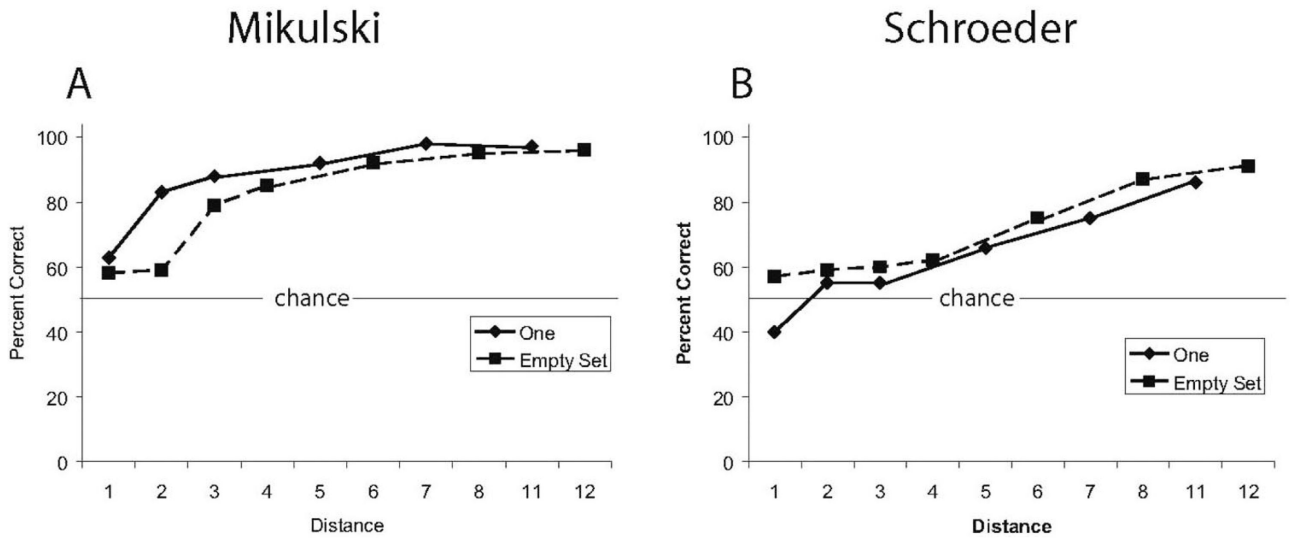 Mikulski
A
100
80
60
40
20
0
Percent Correct
chance
One
Empty Set
1 2 3 4 5 6 7 8 11 12
Distance
Schroeder
B
100
80
60
40
20
0
Percent Correct
chance
One
Empty Set
1 2 3 4 5 6 7 8 11 12
Distance